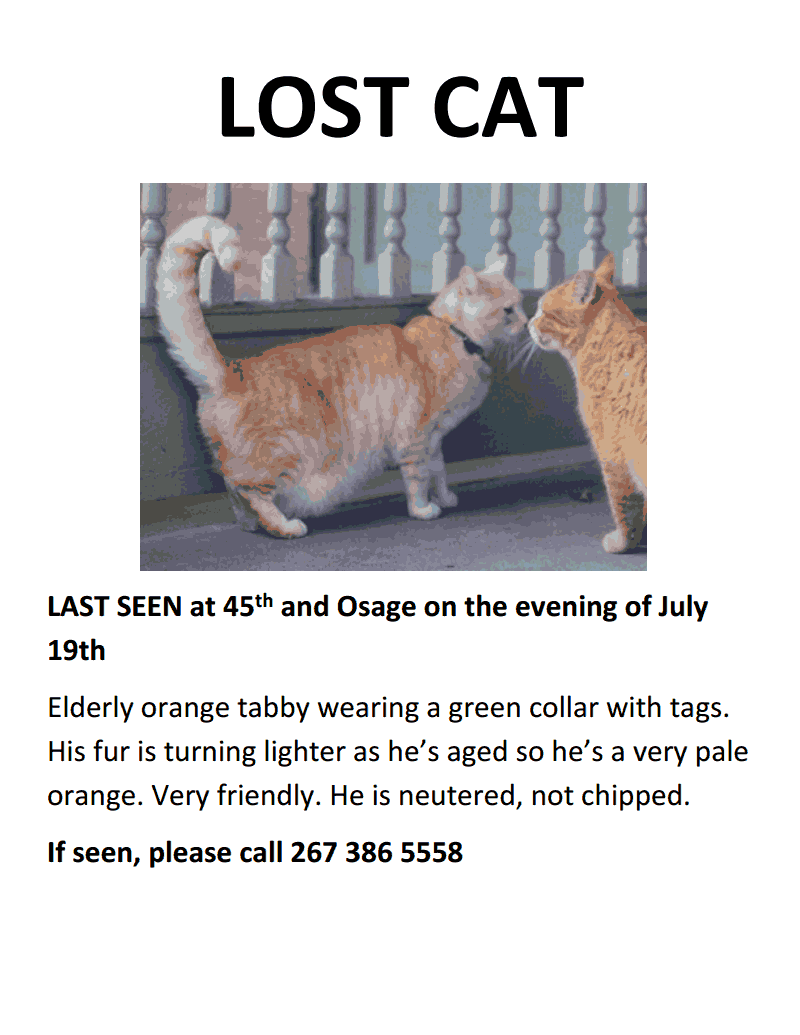 LOST CAT
LAST SEEN at 45th and Osage on the evening of July
19th
Elderly orange tabby wearing a green collar with tags.
His fur is turning lighter as he’s aged so he’s a very pale
orange. Very friendly. He is neutered, not chipped.
If seen, please call 267 386 5558